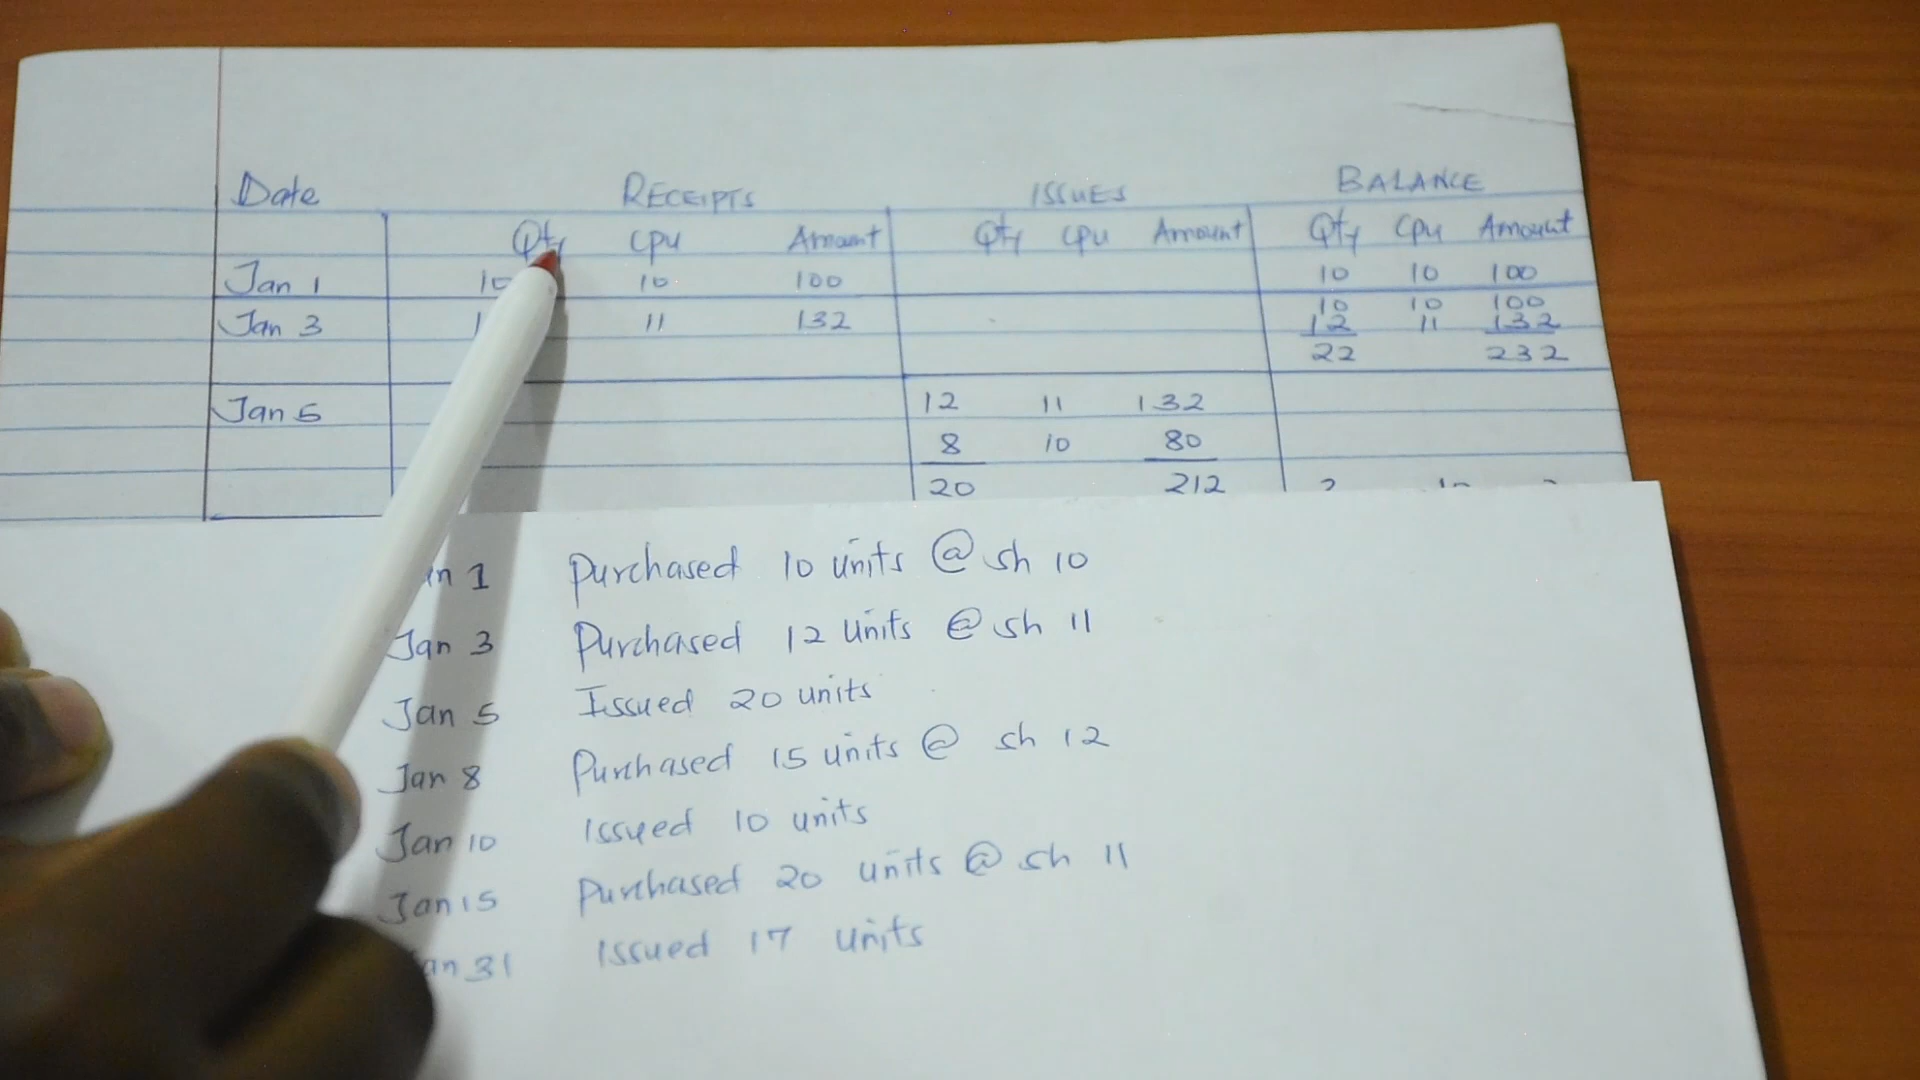 Date RECEIPTS ISSUES BALANCE
Qty cpu Amount Qty cpu Amount Qty cpu Amount
Jan 1 10 10 100 10 10 100
10 10 100
Jan 3 11 132 12 11 132
22 232
Jan 5 12 11 132
8 10 80
20 212
1 Purchased 10 units @ sh 10
Jan 3 Purchased 12 units @ sh 11
Jan 5 Issued 20 units
Jan 8 Purchased 15 units @ sh 12
Jan 10 Issued 10 units
Jan 15 Purchased 20 units @ sh 11
31 Issued 17 units